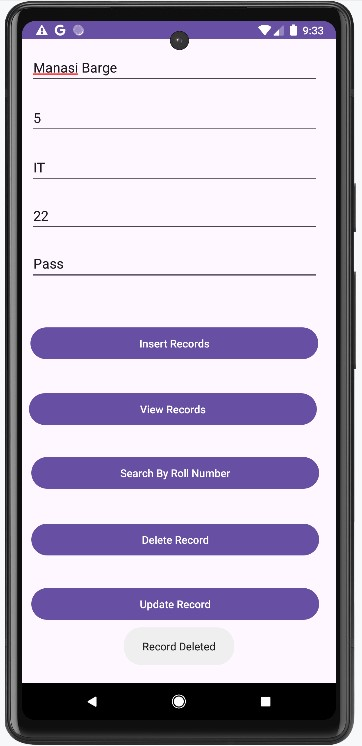 G 9:33
Manasi Barge
5
IT
22
Pass
Insert Records
View Records
Search By Roll Number
Delete Record
Update Record
Record Deleted